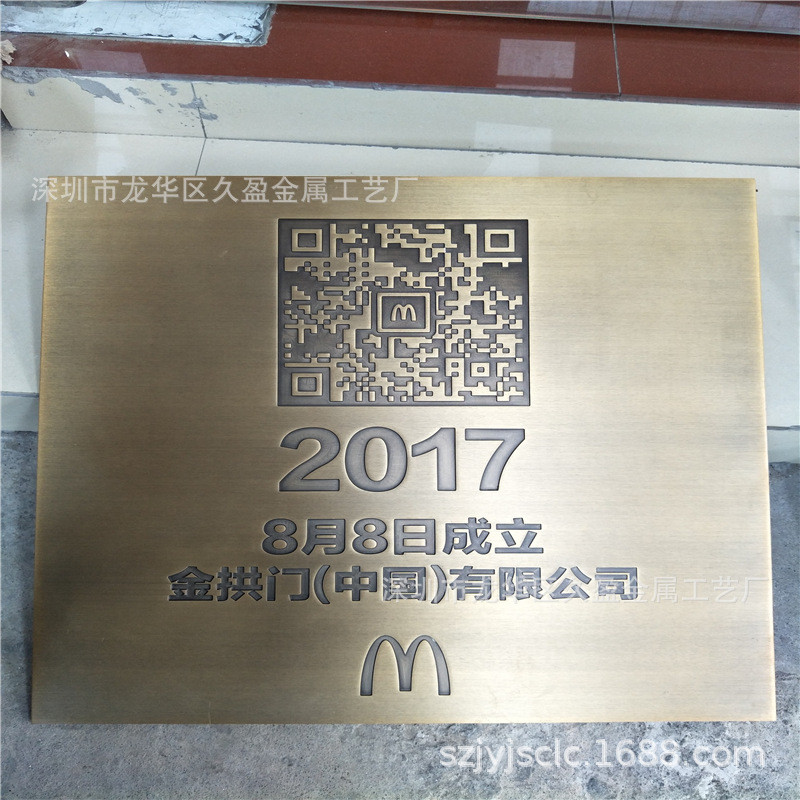 深圳市龙华区久盈金属工艺厂
2017
8月8日成立
金拱门(中国)有限公司
深圳市龙华区久盈金属工艺厂
szjyjsclc.1688.com